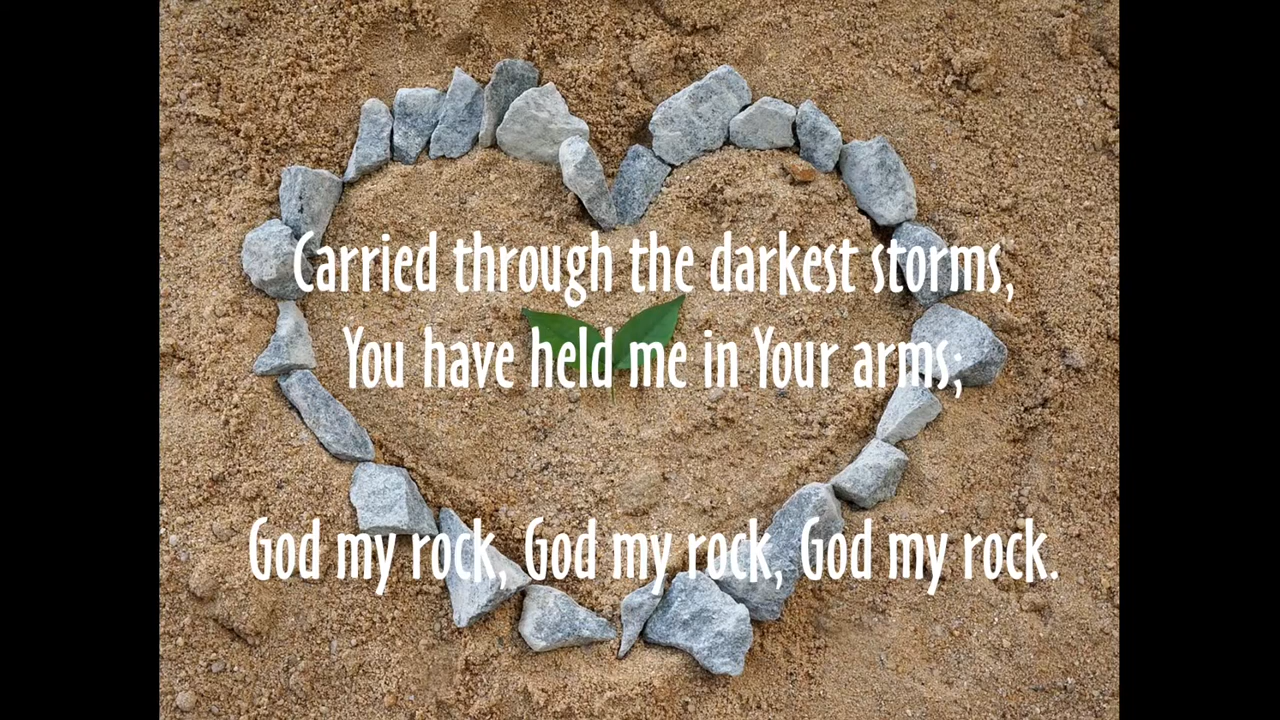 Carried through the darkest storms,
You have held me in Your arms;
God my rock, God my rock, God my rock.